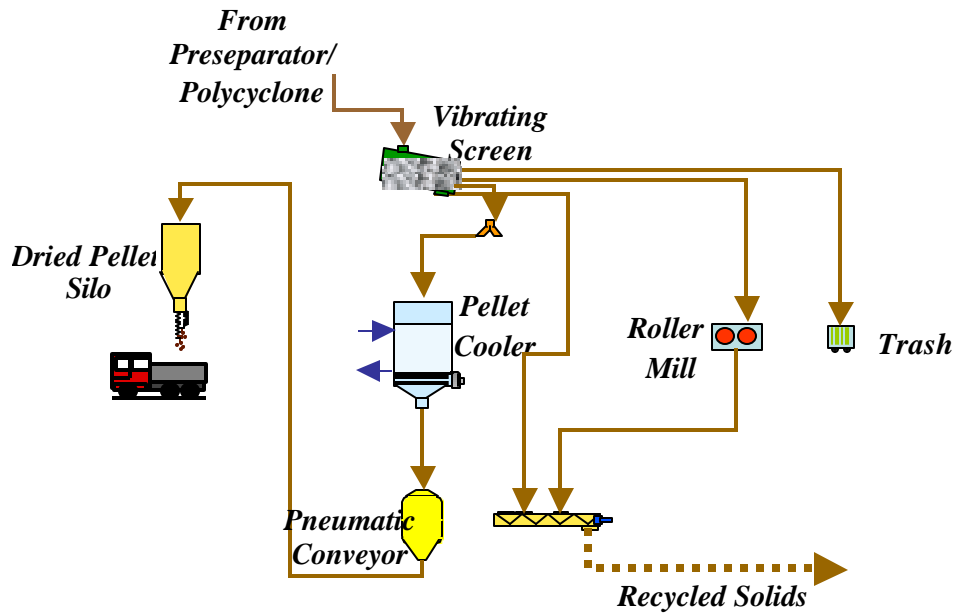 From
Preseparator/
Polycyclone
Vibrating
Screen
Dried Pellet
Silo
Pellet
Cooler
Roller
Mill
Trash
Pneumatic
Conveyor
Recycled Solids